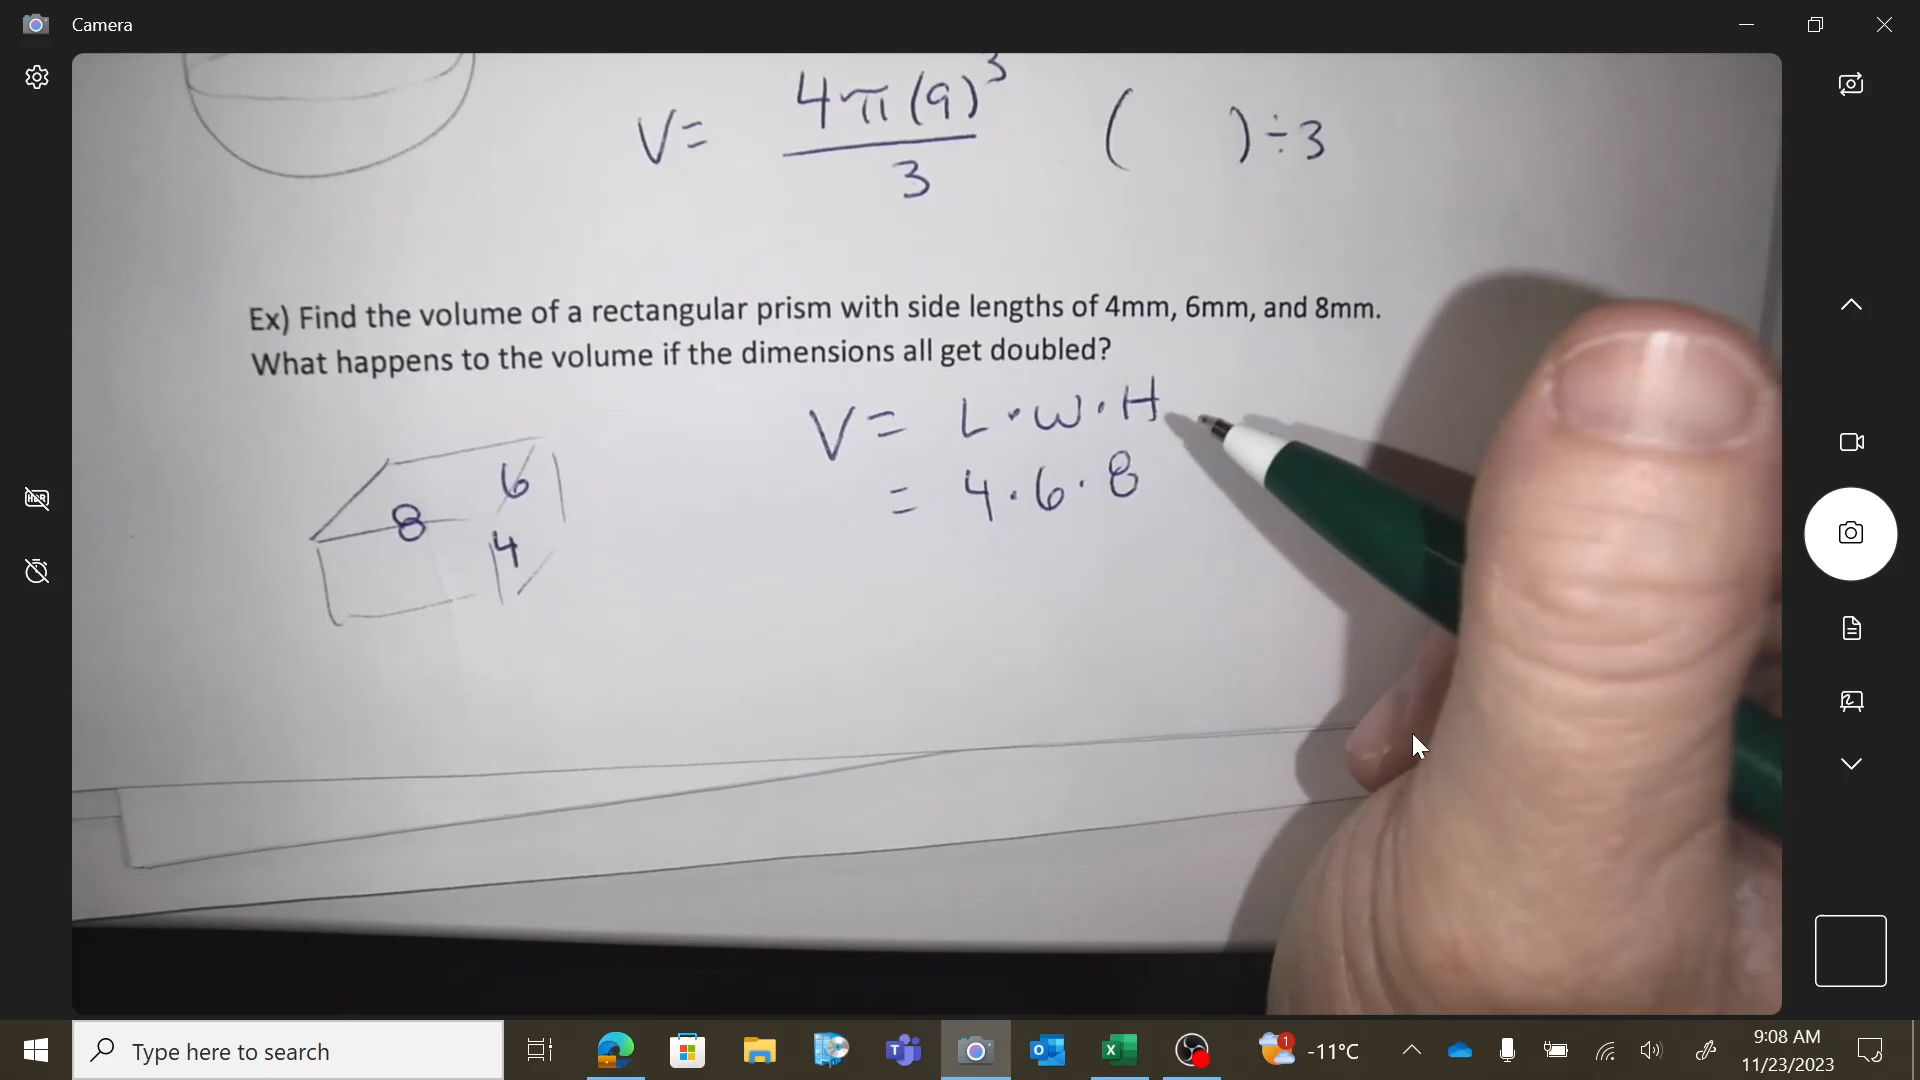 Camera
V = 4π(9)³ / 3 ( ) ÷ 3
Ex) Find the volume of a rectangular prism with side lengths of 4mm, 6mm, and 8mm.
What happens to the volume if the dimensions all get doubled?
V = L · W · H
= 4 · 6 · 8
6
8
4
Type here to search
1
-11°C
9:08 AM
11/23/2023